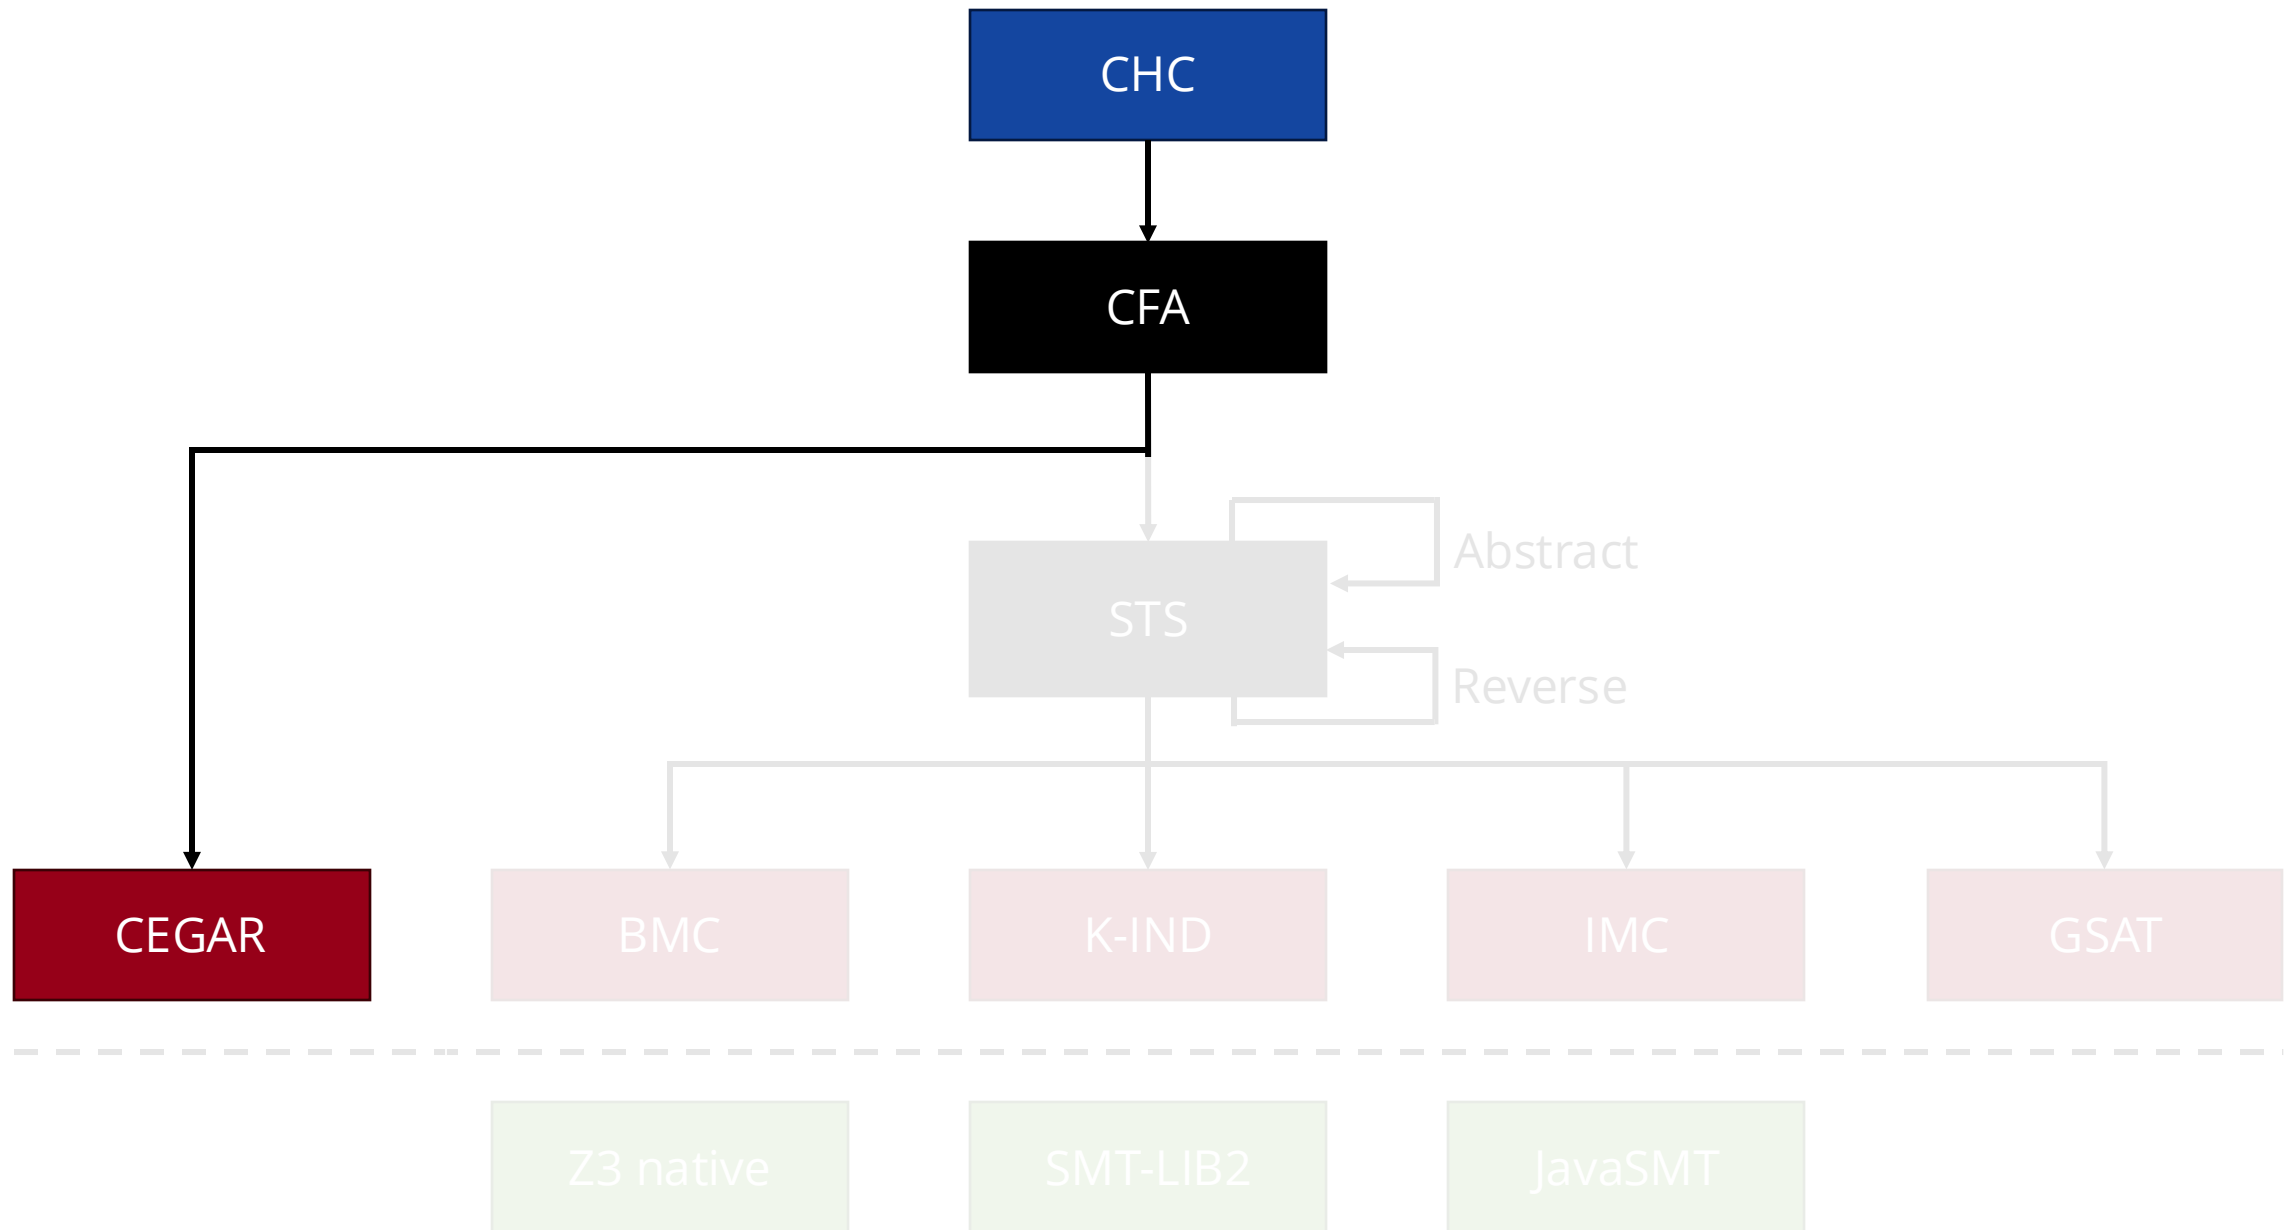 CHC
CFA
Abstract
STS
Reverse
CEGAR
BMC
K-IND
IMC
GSAT
Z3 native
SMT-LIB2
JavaSMT